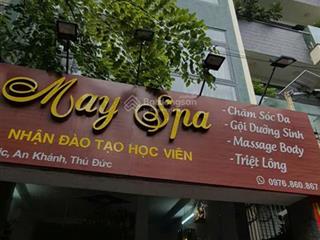 May Spa
NHẬN ĐÀO TẠO HỌC VIÊN
An Khánh, Thủ Đức
-Chăm Sóc Da
-Gội Dưỡng Sinh
-Massage Body
-Triệt Lông
0976.860.867